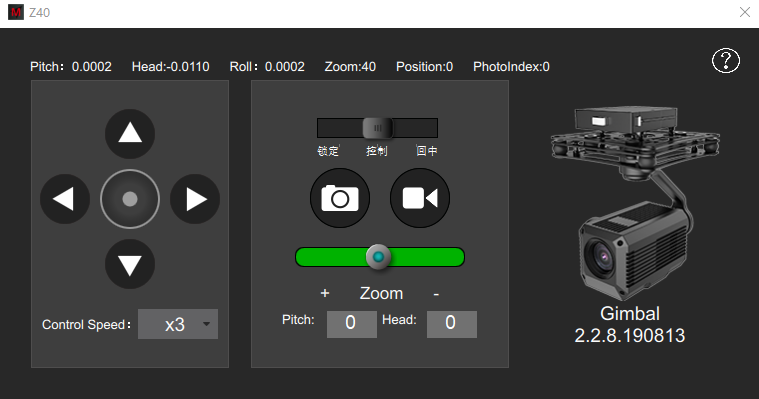 Z40
Pitch：0.0002 Head:-0.0110 Roll：0.0002 Zoom:40 Position:0 PhotoIndex:0
?
锁定 控制 回中
+ Zoom -
Pitch: 0 Head: 0
Control Speed： x3
Gimbal
2.2.8.190813